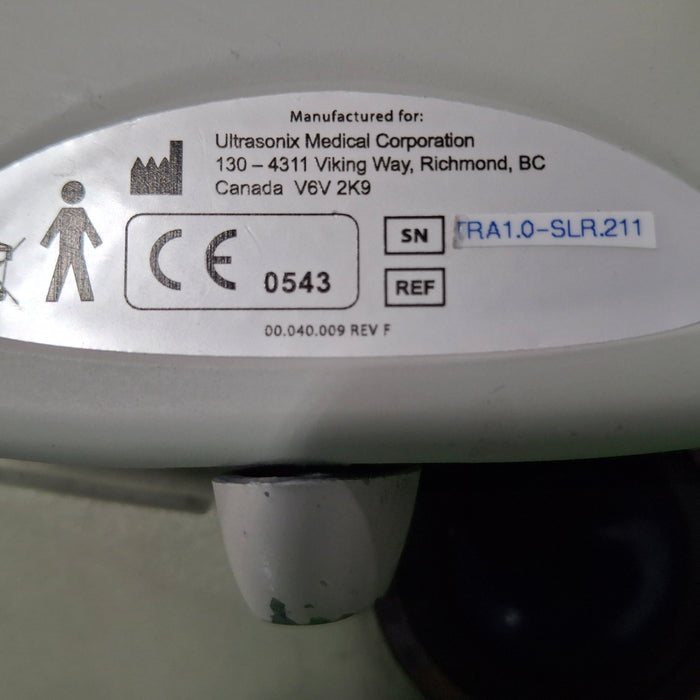 Manufactured for:
Ultrasonix Medical Corporation
130 – 4311 Viking Way, Richmond, BC
Canada V6V 2K9
CE 0543
SN TRA1.0-SLR.211
REF
00.040.009 REV F